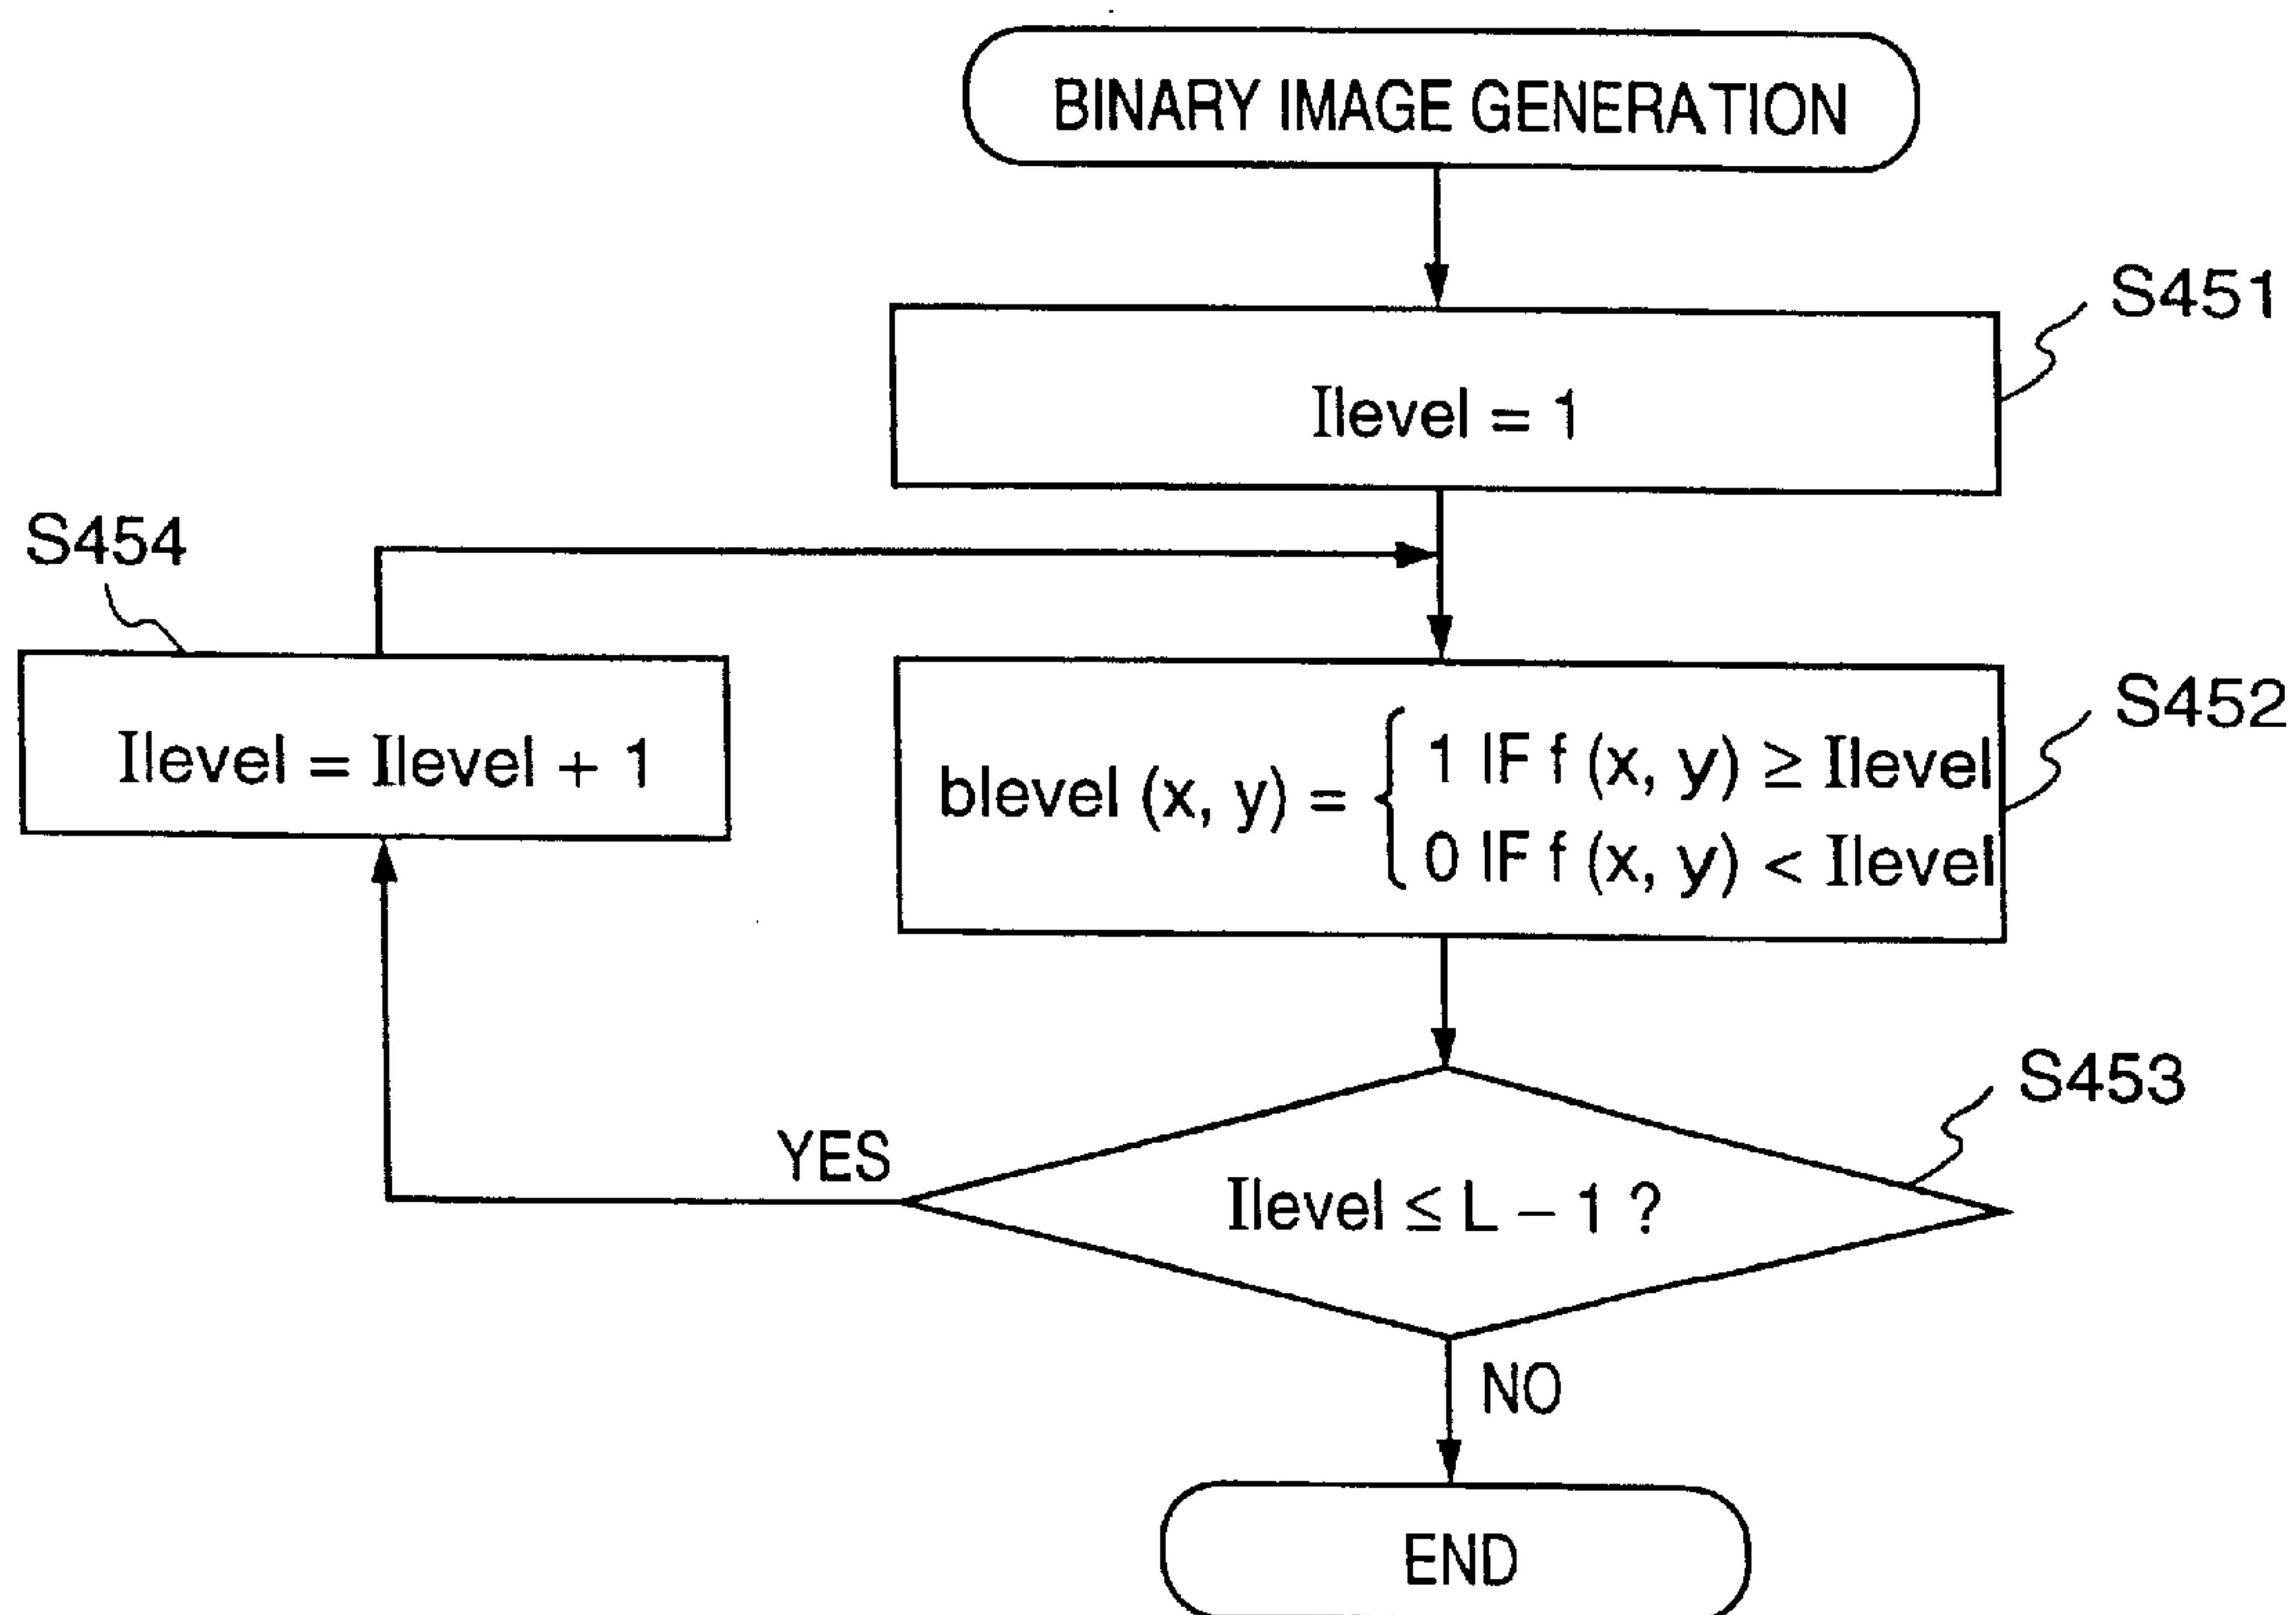 BINARY IMAGE GENERATION
S451
Ilevel = 1
S454
Ilevel = Ilevel + 1
S452
blevel (x, y) = { 1 IF f (x, y) ≥ Ilevel
0 IF f (x, y) < Ilevel
S453
YES
Ilevel ≤ L – 1 ?
NO
END